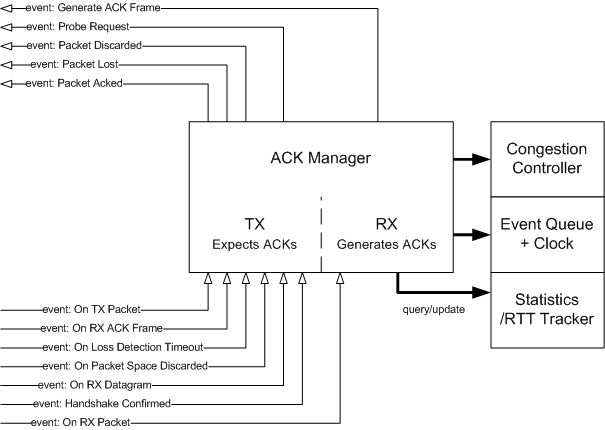 event: Generate ACK Frame
event: Probe Request
event: Packet Discarded
event: Packet Lost
event: Packet Acked
ACK Manager
TX
Expects ACKs
RX
Generates ACKs
Congestion
Controller
Event Queue
+ Clock
Statistics
/RTT Tracker
query/update
event: On TX Packet
event: On RX ACK Frame
event: On Loss Detection Timeout
event: On Packet Space Discarded
event: On RX Datagram
event: Handshake Confirmed
event: On RX Packet